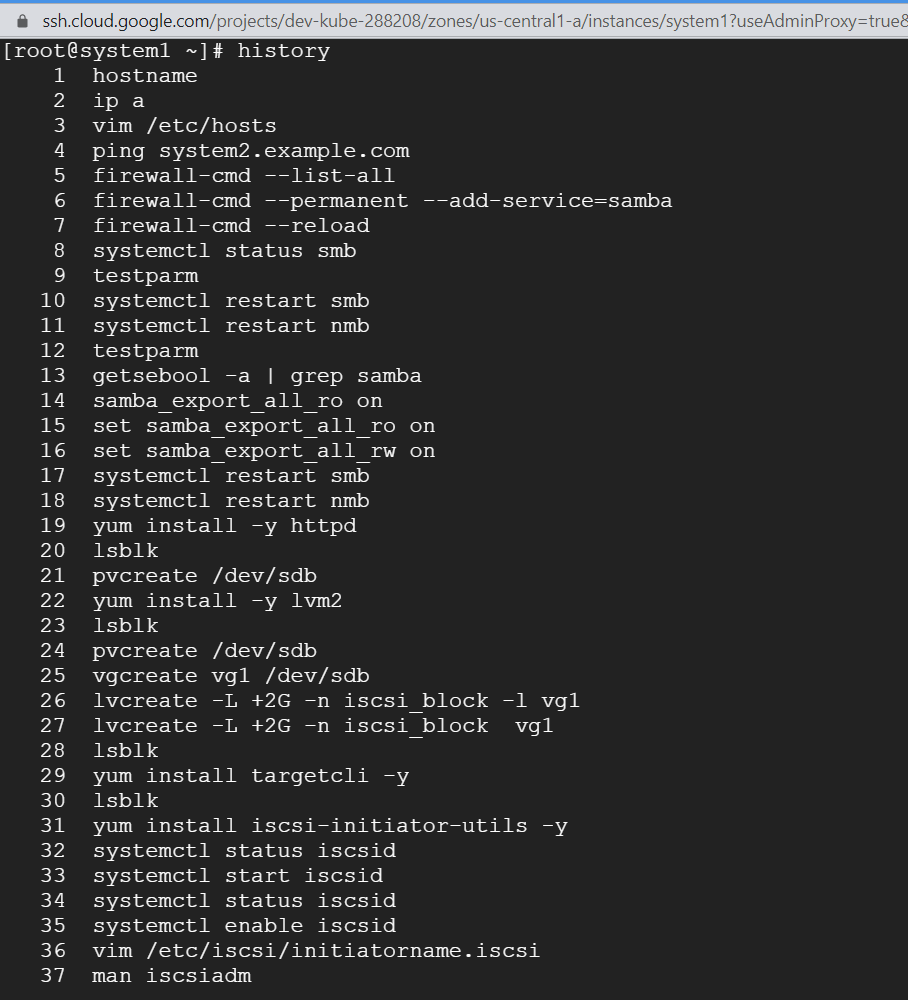 ssh.cloud.google.com/projects/dev-kube-288208/zones/us-central1-a/instances/system1?useAdminProxy=true&
[root@system1 ~]# history
1 hostname
2 ip a
3 vim /etc/hosts
4 ping system2.example.com
5 firewall-cmd --list-all
6 firewall-cmd --permanent --add-service=samba
7 firewall-cmd --reload
8 systemctl status smb
9 testparm
10 systemctl restart smb
11 systemctl restart nmb
12 testparm
13 getsebool -a | grep samba
14 samba_export_all_ro on
15 set samba_export_all_ro on
16 set samba_export_all_rw on
17 systemctl restart smb
18 systemctl restart nmb
19 yum install -y httpd
20 lsblk
21 pvcreate /dev/sdb
22 yum install -y lvm2
23 lsblk
24 pvcreate /dev/sdb
25 vgcreate vg1 /dev/sdb
26 lvcreate -L +2G -n iscsi_block -l vg1
27 lvcreate -L +2G -n iscsi_block  vg1
28 lsblk
29 yum install targetcli -y
30 lsblk
31 yum install iscsi-initiator-utils -y
32 systemctl status iscsid
33 systemctl start iscsid
34 systemctl status iscsid
35 systemctl enable iscsid
36 vim /etc/iscsi/initiatorname.iscsi
37 man iscsiadm